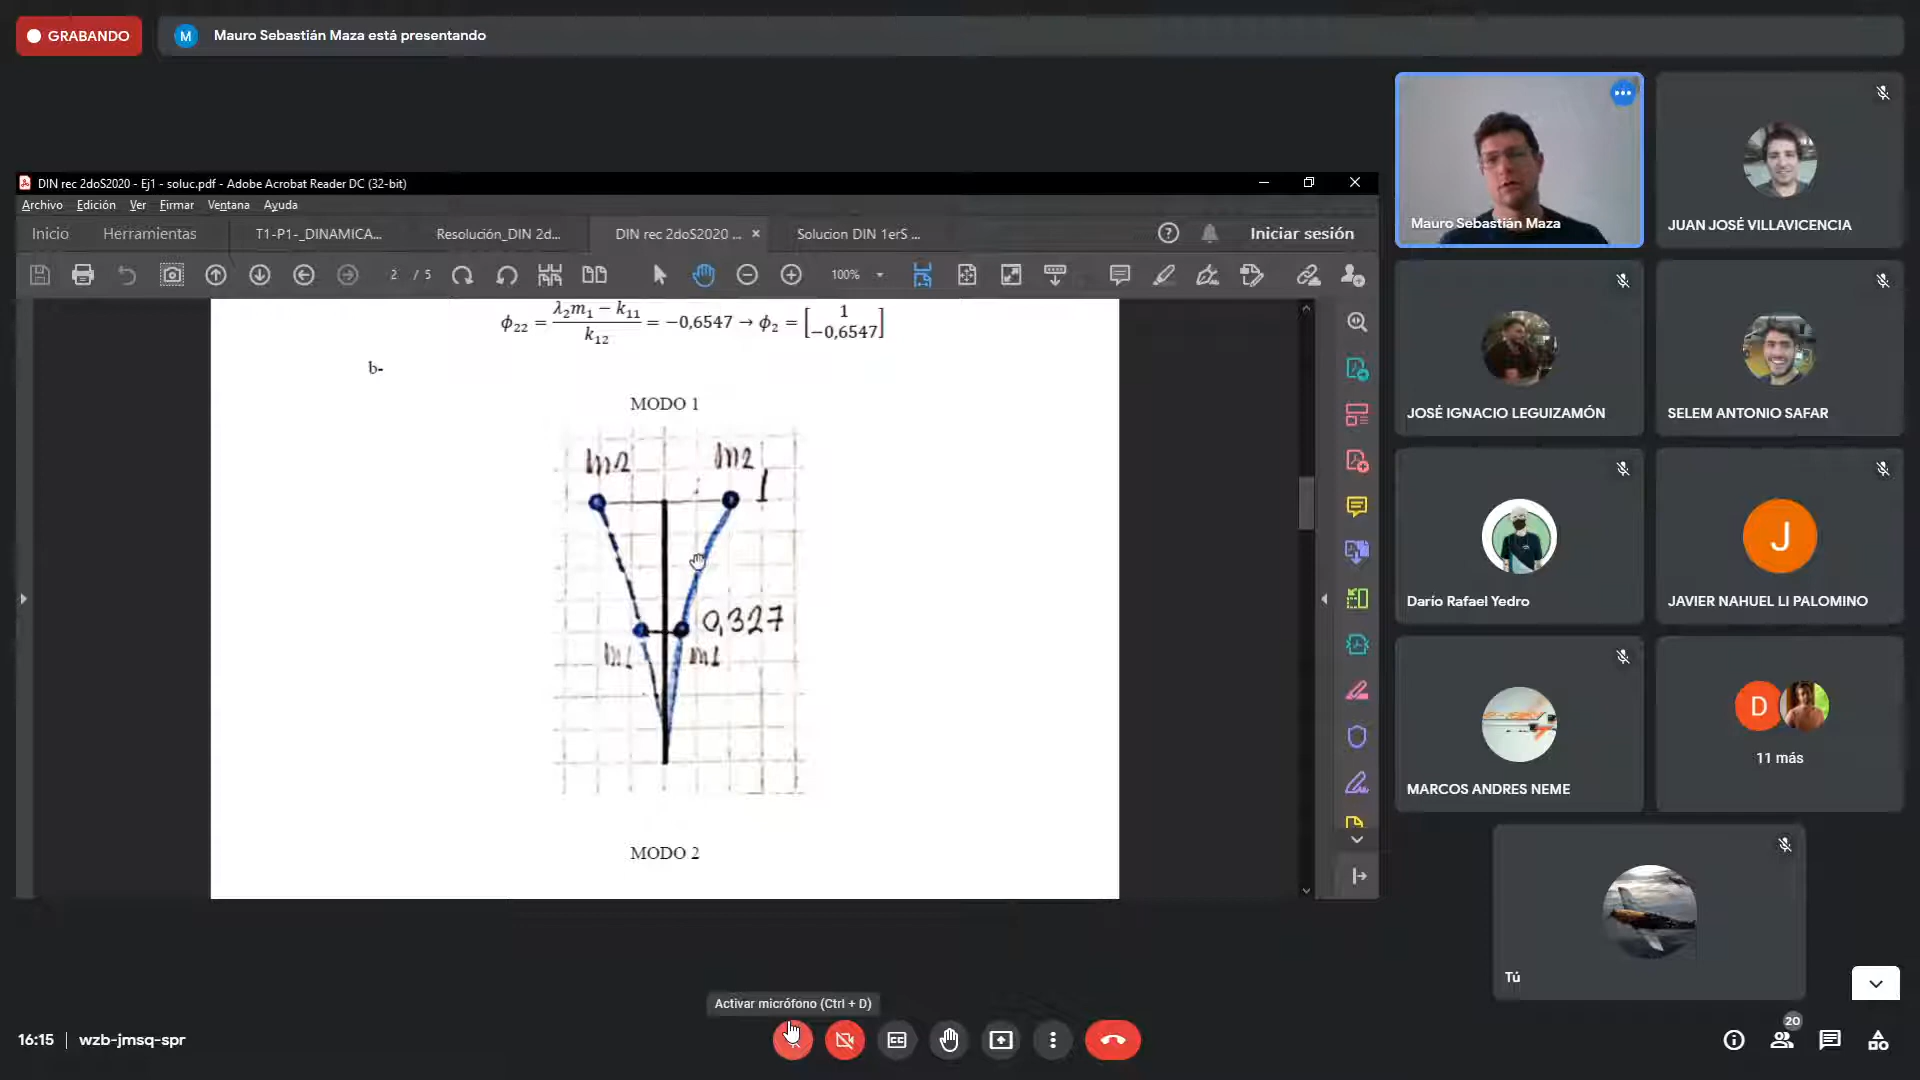 GRABANDO
M
Mauro Sebastián Maza está presentando
DIN rec 2doS2020 - Ej1 - soluc.pdf - Adobe Acrobat Reader DC (32-bit)
Archivo Edición Ver Firmar Ventana Ayuda
Inicio Herramientas T1-P1-_DINAMICA... Resolución_DIN 2d... DIN rec 2doS2020 ... Solucion DIN 1erS ... Iniciar sesión
2 / 5 100%
ϕ22 = (λ2m1 − k11)/k12 = −0,6547 → ϕ2 = [1 −0,6547]
b-
MODO 1
m2 m2
1
0,327
m1 m1
MODO 2
Mauro Sebastián Maza
JUAN JOSÉ VILLAVICENCIA
JOSÉ IGNACIO LEGUIZAMÓN
SELEM ANTONIO SAFAR
Darío Rafael Yedro
J
JAVIER NAHUEL LI PALOMINO
MARCOS ANDRES NEME
D
11 más
Tú
Activar micrófono (Ctrl + D)
16:15 | wzb-jmsq-spr
20